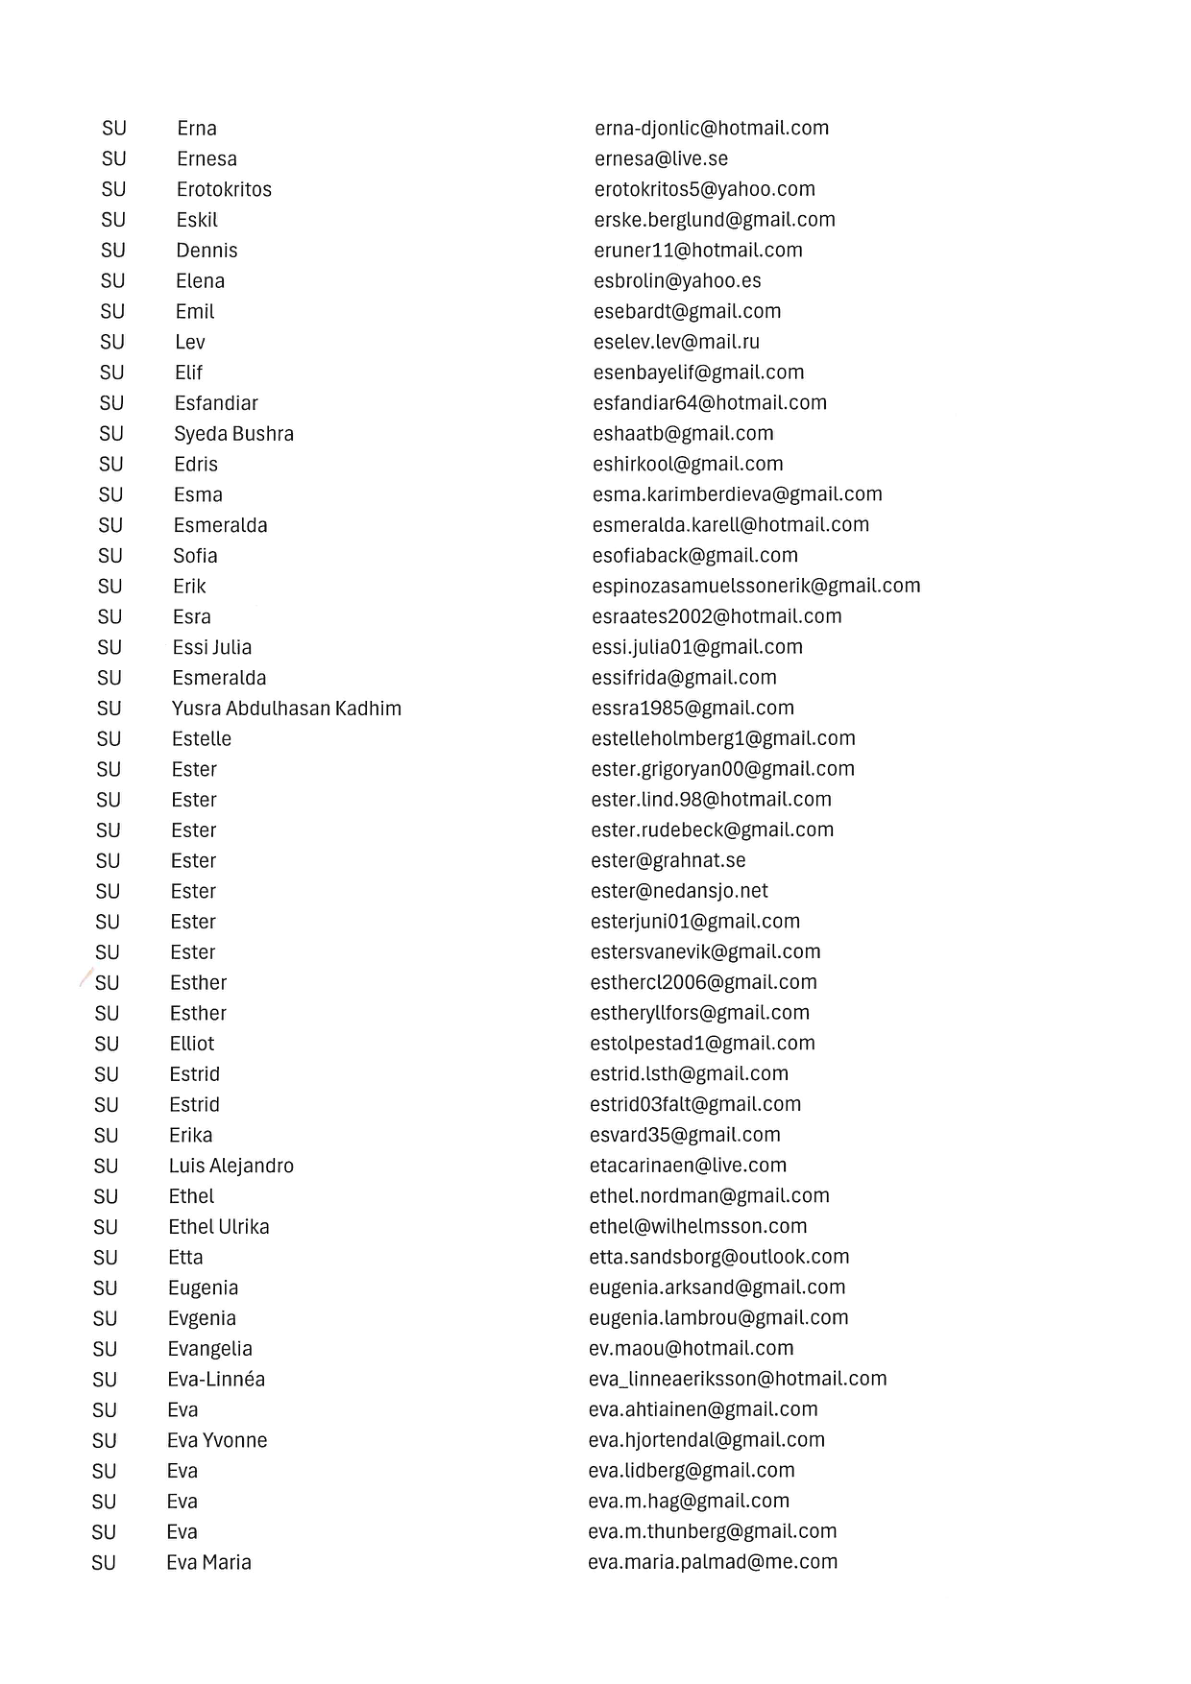 SU Erna erna-djonlic@hotmail.com
SU Ernesa ernesa@live.se
SU Erotokritos erotokritos5@yahoo.com
SU Eskil erske.berglund@gmail.com
SU Dennis eruner11@hotmail.com
SU Elena esbrolin@yahoo.es
SU Emil esebardt@gmail.com
SU Lev eselev.lev@mail.ru
SU Elif esenbayelif@gmail.com
SU Esfandiar esfandiar64@hotmail.com
SU Syeda Bushra eshaatb@gmail.com
SU Edris eshirkool@gmail.com
SU Esma esma.karimberdieva@gmail.com
SU Esmeralda esmeralda.karell@hotmail.com
SU Sofia esofiaback@gmail.com
SU Erik espinozasamuelssonerik@gmail.com
SU Esra esraates2002@hotmail.com
SU Essi Julia essi.julia01@gmail.com
SU Esmeralda essifrida@gmail.com
SU Yusra Abdulhasan Kadhim essra1985@gmail.com
SU Estelle estelleholmberg1@gmail.com
SU Ester ester.grigoryan00@gmail.com
SU Ester ester.lind.98@hotmail.com
SU Ester ester.rudebeck@gmail.com
SU Ester ester@grahnat.se
SU Ester ester@nedansjo.net
SU Ester esterjuni01@gmail.com
SU Ester estersvanevik@gmail.com
SU Esther esthercl2006@gmail.com
SU Esther estheryllfors@gmail.com
SU Elliot estolpestad1@gmail.com
SU Estrid estrid.lsth@gmail.com
SU Estrid estrid03falt@gmail.com
SU Erika esvard35@gmail.com
SU Luis Alejandro etacarinaen@live.com
SU Ethel ethel.nordman@gmail.com
SU Ethel Ulrika ethel@wilhelmsson.com
SU Etta etta.sandsborg@outlook.com
SU Eugenia eugenia.arksand@gmail.com
SU Evgenia eugenia.lambrou@gmail.com
SU Evangelia ev.maou@hotmail.com
SU Eva-Linnéa eva_linneaeriksson@hotmail.com
SU Eva eva.ahtiainen@gmail.com
SU Eva Yvonne eva.hjortendal@gmail.com
SU Eva eva.lidberg@gmail.com
SU Eva eva.m.hag@gmail.com
SU Eva eva.m.thunberg@gmail.com
SU Eva Maria eva.maria.palmad@me.com